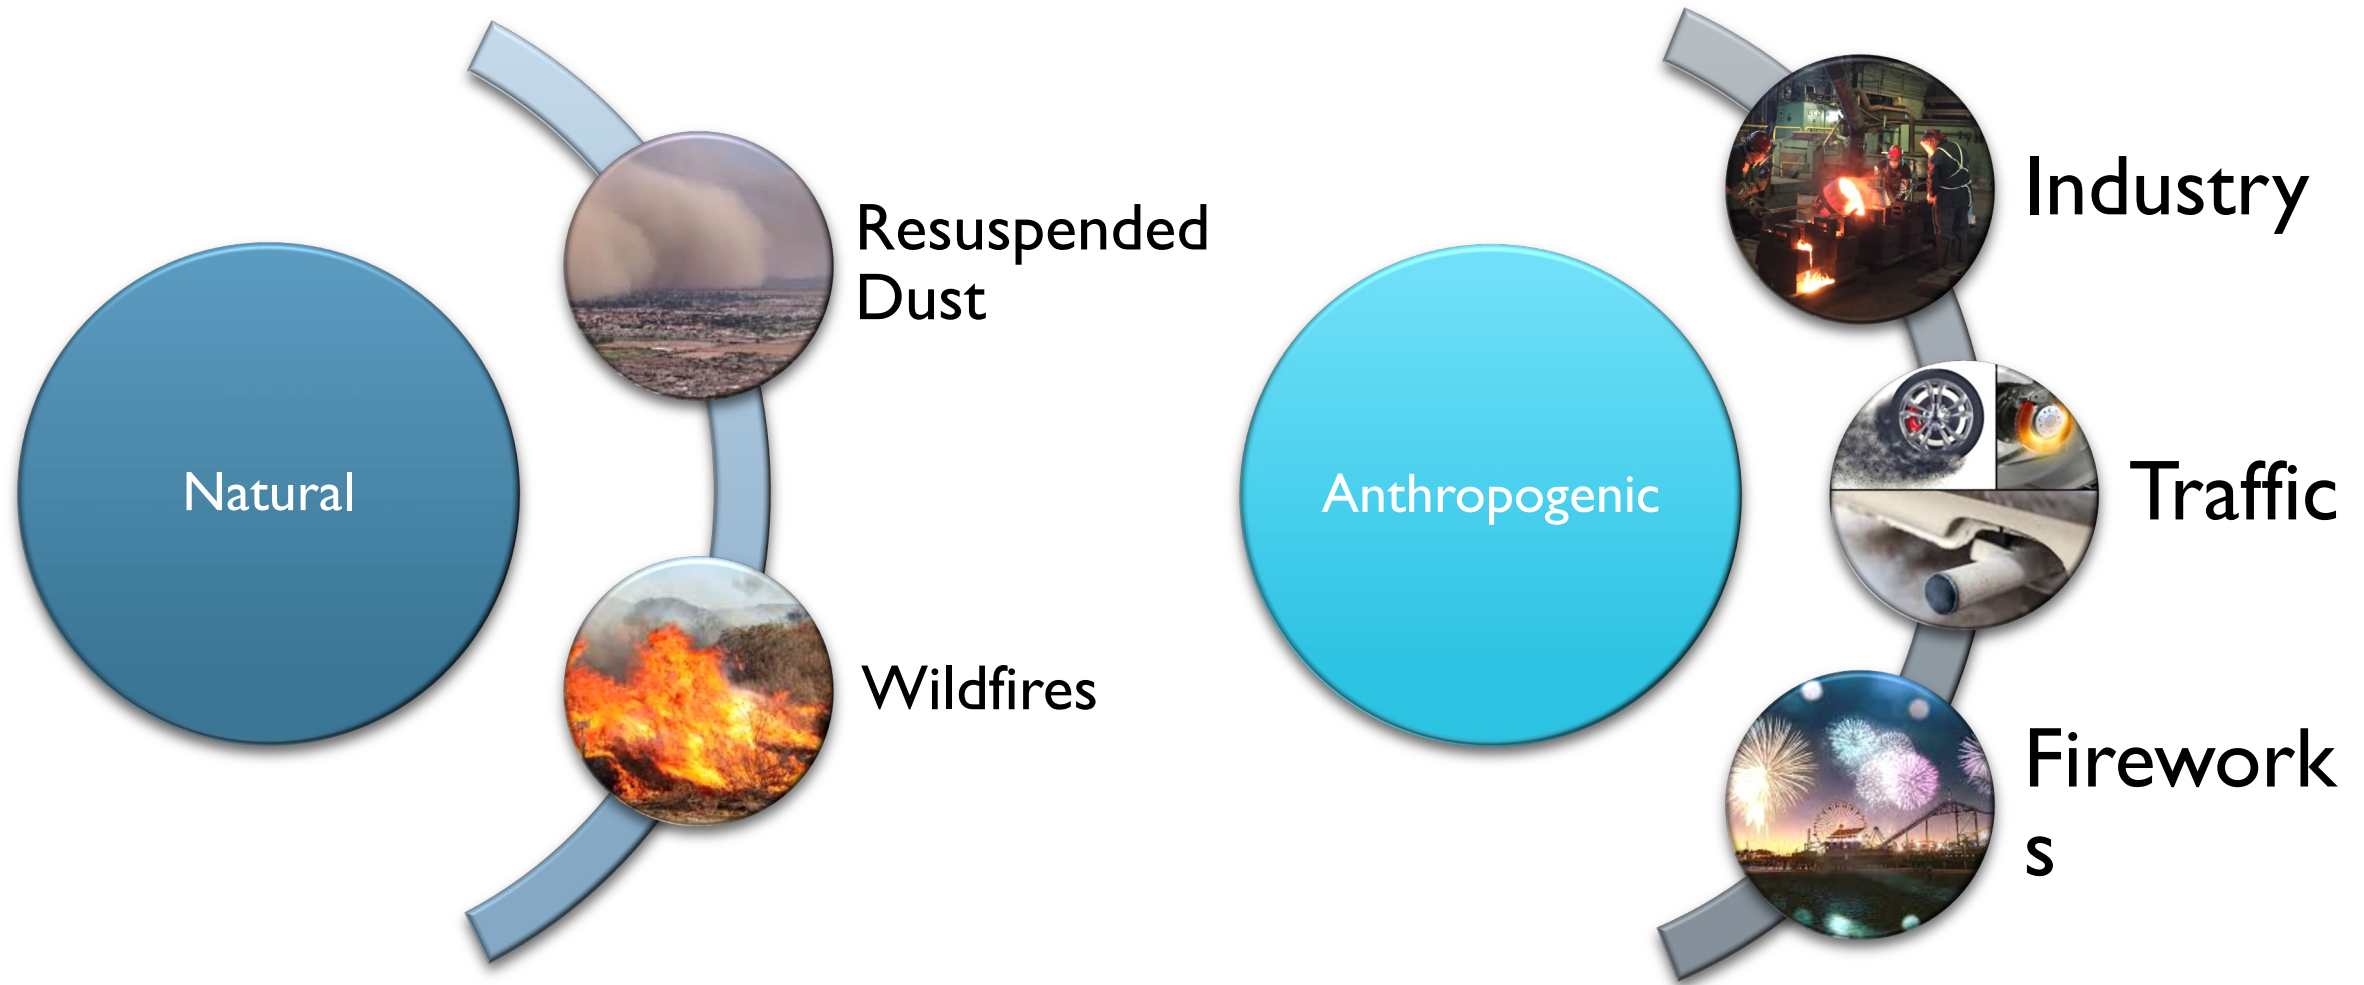 Natural
Resuspended
Dust
Wildfires
Anthropogenic
Industry
Traffic
Firework
s